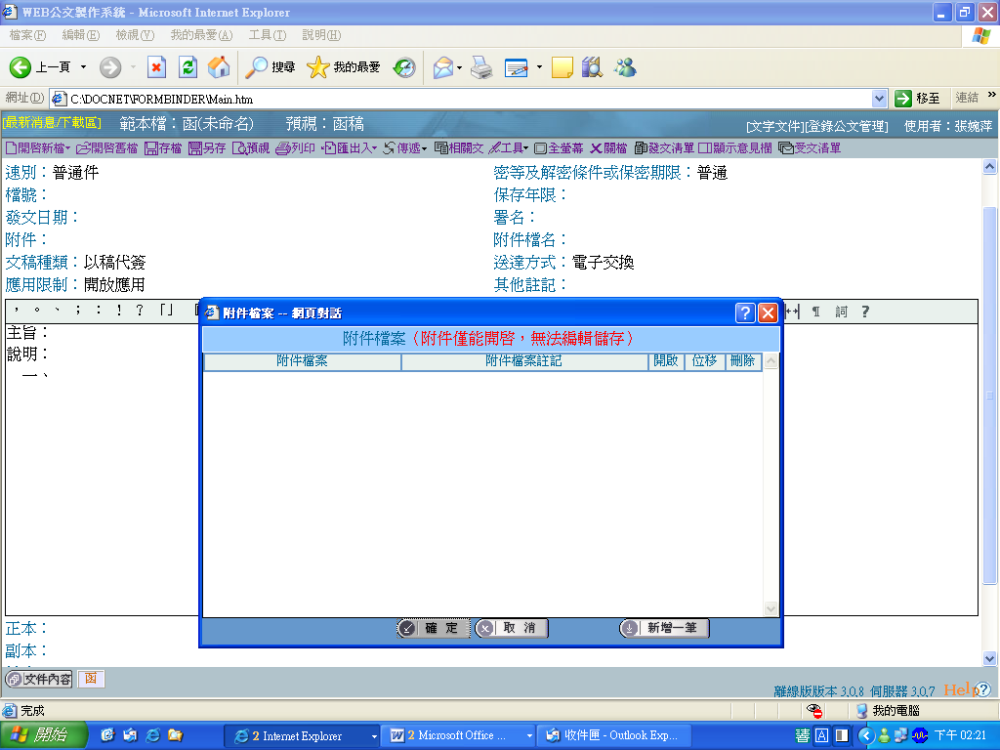 WEB公文製作系統 - Microsoft Internet Explorer
檔案(F) 編輯(E) 檢視(V) 我的最愛(A) 工具(T) 說明(H)
上一頁 搜尋 我的最愛
網址(D) C:\DOCNET\FORMBINDER\Main.htm 移至 連結 »
[最新消息/下載區] 範本檔：函(未命名) 預視：函稿 [文字文件][登錄公文管理] 使用者：張婉萍
開啓新檔 開啓舊檔 存檔 另存 預視 列印 匯出入 傳遞 相關文 工具 全螢幕 關檔 發文清單 顯示意見欄 受文清單
速別：普通件 密等及解密條件或保密期限：普通
檔號： 保存年限：
發文日期： 署名：
附件： 附件檔名：
文稿種類：以稿代簽 送達方式：電子交換
應用限制：開放應用 其他註記：
， 。 、 ； ： ！ ？ 「」 ¶ 詞 ?
主旨：
說明：
一、
附件檔案 -- 網頁對話
附件檔案（附件僅能開啓，無法編輯儲存）
附件檔案 附件檔案註記 開啟 位移 刪除
確 定 取 消 新增一筆
正本：
副本：
文件內容 函
離線版版本 3.0.8 伺服器 3.0.7 Help?
完成 我的電腦
開始 2 Internet Explorer 2 Microsoft Office ... 收件匣 - Outlook Exp... 下午 02:21